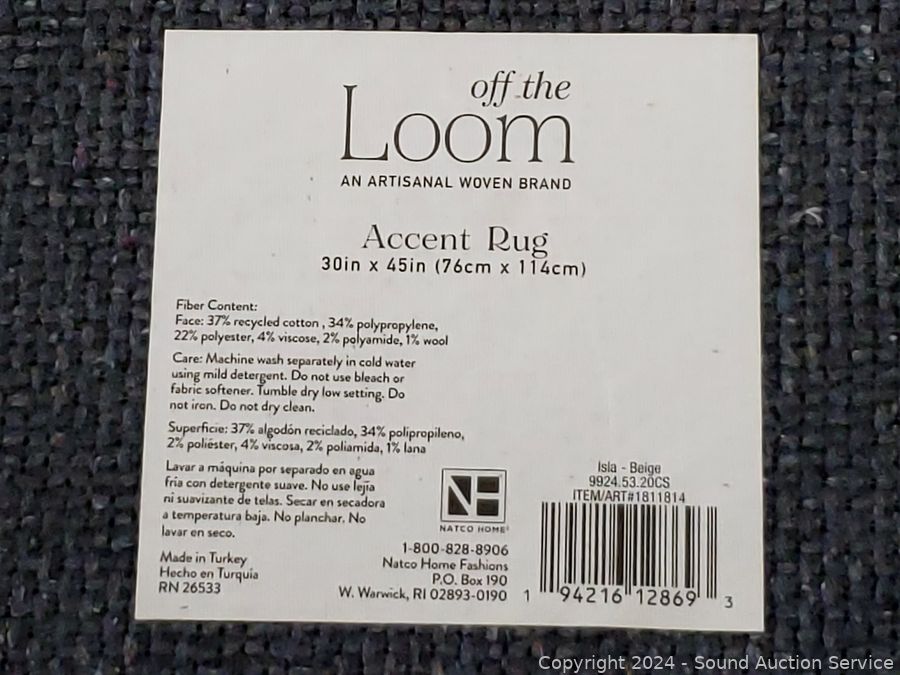 off the
Loom
AN ARTISANAL WOVEN BRAND
Accent Rug
30in x 45in (76cm x 114cm)
Fiber Content:
Face: 37% recycled cotton , 34% polypropylene,
22% polyester, 4% viscose, 2% polyamide, 1% wool
Care: Machine wash separately in cold water
using mild detergent. Do not use bleach or
fabric softener. Tumble dry low setting. Do
not iron. Do not dry clean.
Superficie: 37% algodón reciclado, 34% polipropileno,
2% poliéster, 4% viscosa, 2% poliamida, 1% lana
Lavar a máquina por separado en agua
fría con detergente suave. No use lejía
ni suavizante de telas. Secar en secadora
a temperatura baja. No planchar. No
lavar en seco.
Made in Turkey
Hecho en Turquía
RN 26533
NH
NATCO HOME®
1-800-828-8906
Natco Home Fashions
P.O. Box 190
W. Warwick, RI 02893-0190
Isla - Beige
9924.53.20CS
ITEM/ART#1811814
1 94216 12869 3
Copyright 2024 - Sound Auction Service